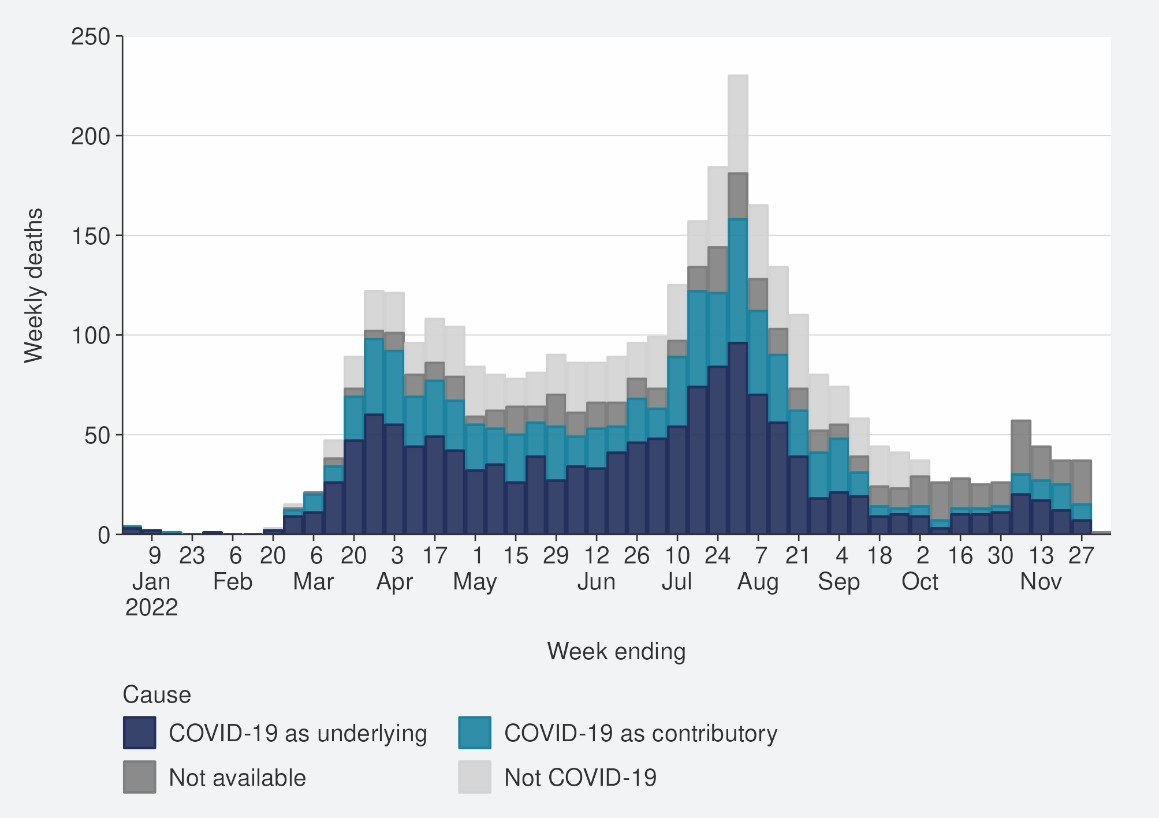 250
200
150
100
50
0
Weekly deaths
9 23 6 20 6 20 3 17 1 15 29 12 26 10 24 7 21 4 18 2 16 30 13 27
Jan Feb Mar Apr May Jun Jul Aug Sep Oct Nov
2022
Week ending
Cause
COVID-19 as underlying COVID-19 as contributory
Not available Not COVID-19